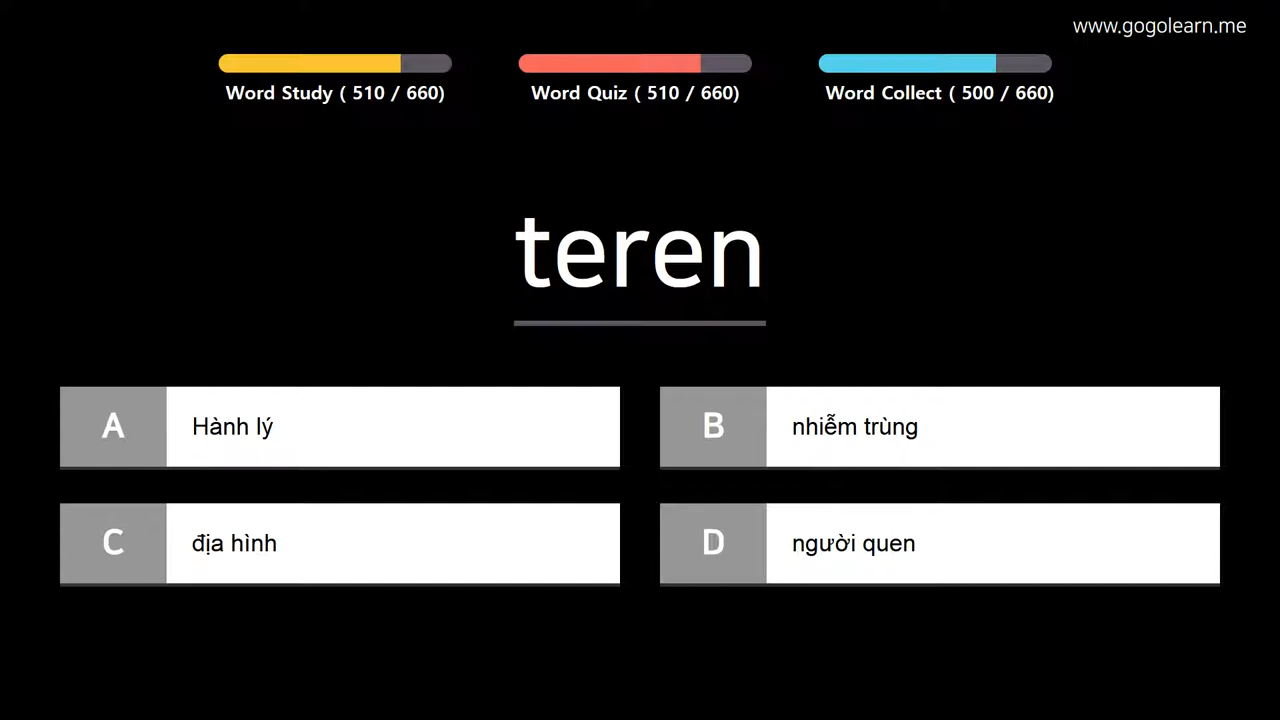 www.gogolearn.me
Word Study ( 510 / 660)
Word Quiz ( 510 / 660)
Word Collect ( 500 / 660)
teren
A
Hành lý
B
nhiễm trùng
C
địa hình
D
người quen